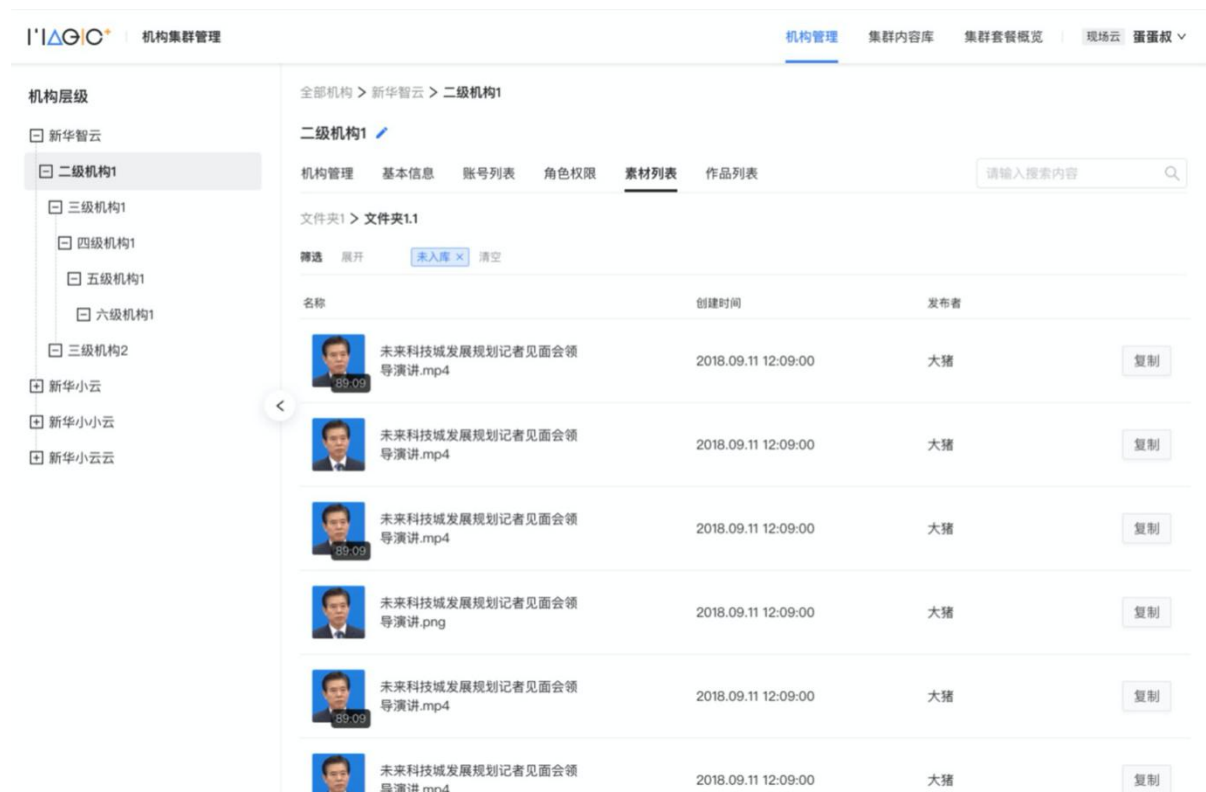 MAGIC+ 机构集群管理 机构管理 集群内容库 集群套餐概览 现场云 蛋蛋叔
机构层级
新华智云
二级机构1
三级机构1
四级机构1
五级机构1
六级机构1
三级机构2
新华小云
新华小小云
新华小云云
全部机构 > 新华智云 > 二级机构1
二级机构1
机构管理 基本信息 账号列表 角色权限 素材列表 作品列表 请输入搜索内容
文件夹1 > 文件夹1.1
筛选 展开 未入库 × 清空
名称 创建时间 发布者
未来科技城发展规划记者见面会领
导演讲.mp4
89:09
2018.09.11 12:09:00 大猪 复制
未来科技城发展规划记者见面会领
导演讲.mp4
2018.09.11 12:09:00 大猪 复制
未来科技城发展规划记者见面会领
导演讲.mp4
89:09
2018.09.11 12:09:00 大猪 复制
未来科技城发展规划记者见面会领
导演讲.png
2018.09.11 12:09:00 大猪 复制
未来科技城发展规划记者见面会领
导演讲.mp4
89:09
2018.09.11 12:09:00 大猪 复制
未来科技城发展规划记者见面会领
导演讲.mp4
2018.09.11 12:09:00 大猪 复制